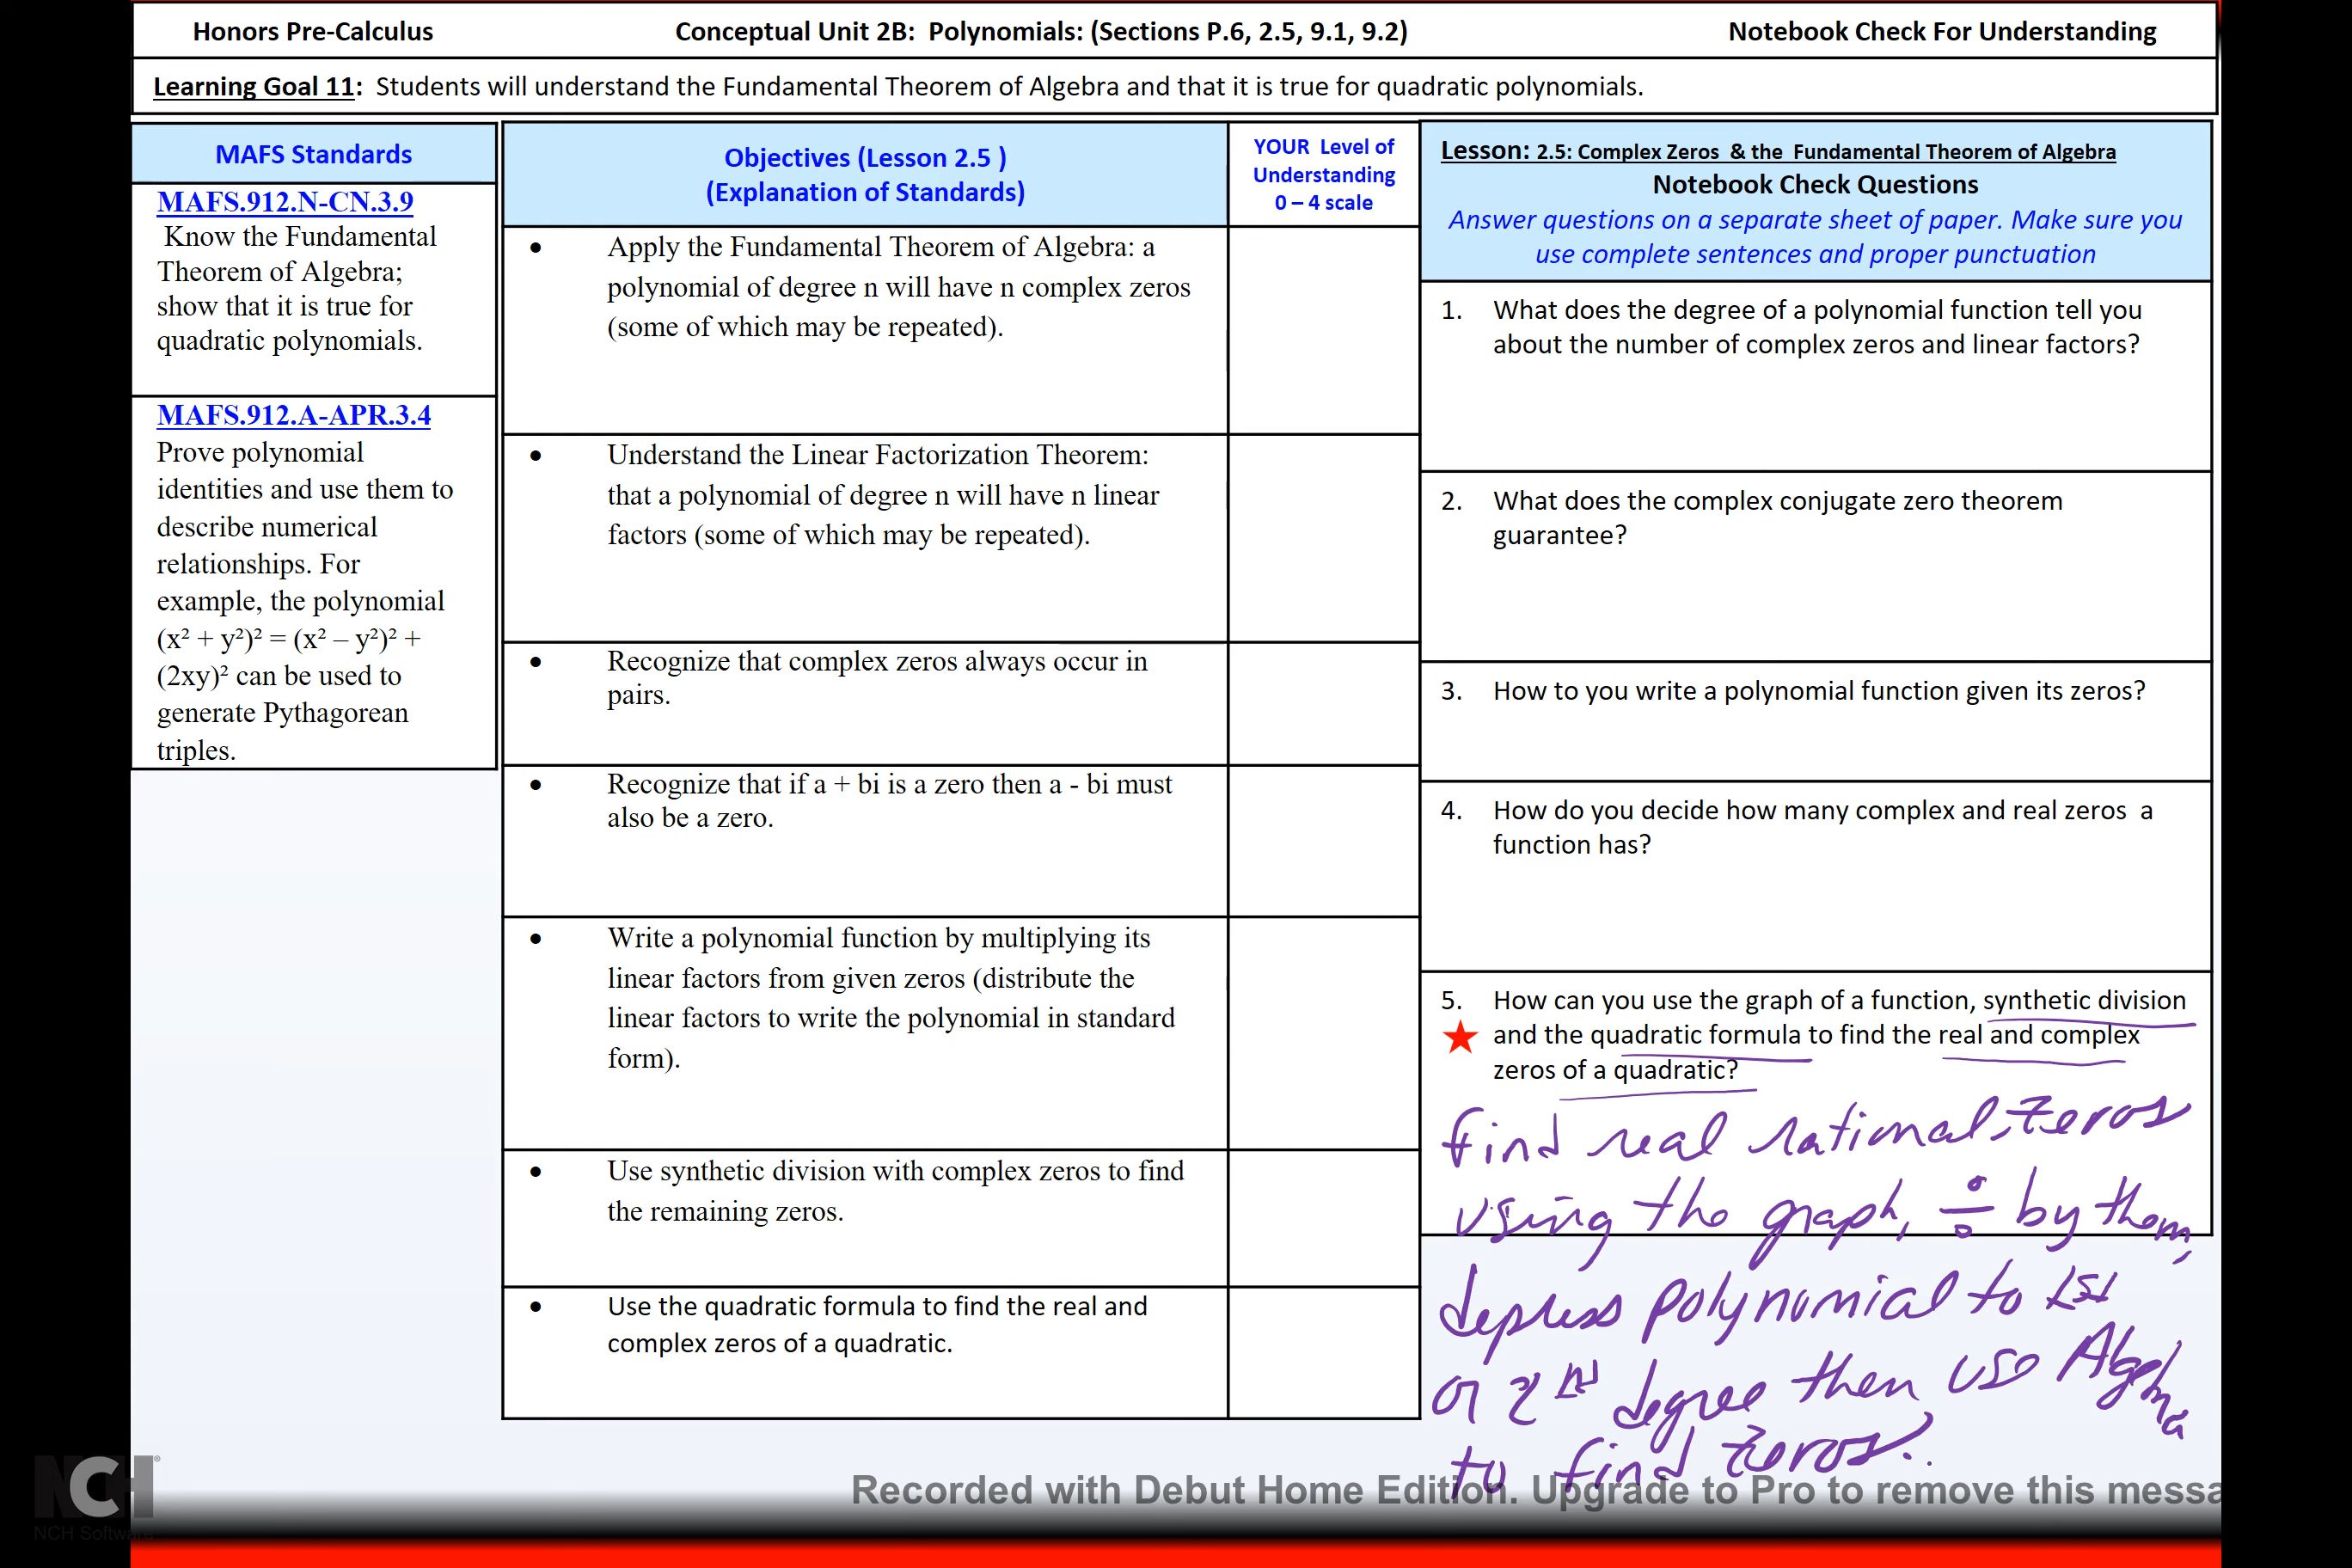 Honors Pre-Calculus Conceptual Unit 2B: Polynomials: (Sections P.6, 2.5, 9.1, 9.2) Notebook Check For Understanding
Learning Goal 11: Students will understand the Fundamental Theorem of Algebra and that it is true for quadratic polynomials.
MAFS Standards
MAFS.912.N-CN.3.9
Know the Fundamental
Theorem of Algebra;
show that it is true for
quadratic polynomials.
MAFS.912.A-APR.3.4
Prove polynomial
identities and use them to
describe numerical
relationships. For
example, the polynomial
(x² + y²)² = (x² – y²)² +
(2xy)² can be used to
generate Pythagorean
triples.
Objectives (Lesson 2.5 )
(Explanation of Standards)
YOUR Level of
Understanding
0 – 4 scale
• Apply the Fundamental Theorem of Algebra: a
polynomial of degree n will have n complex zeros
(some of which may be repeated).
• Understand the Linear Factorization Theorem:
that a polynomial of degree n will have n linear
factors (some of which may be repeated).
• Recognize that complex zeros always occur in
pairs.
• Recognize that if a + bi is a zero then a - bi must
also be a zero.
• Write a polynomial function by multiplying its
linear factors from given zeros (distribute the
linear factors to write the polynomial in standard
form).
• Use synthetic division with complex zeros to find
the remaining zeros.
• Use the quadratic formula to find the real and
complex zeros of a quadratic.
Lesson: 2.5: Complex Zeros & the Fundamental Theorem of Algebra
Notebook Check Questions
Answer questions on a separate sheet of paper. Make sure you
use complete sentences and proper punctuation
1. What does the degree of a polynomial function tell you
about the number of complex zeros and linear factors?
2. What does the complex conjugate zero theorem
guarantee?
3. How to you write a polynomial function given its zeros?
4. How do you decide how many complex and real zeros a
function has?
5. How can you use the graph of a function, synthetic division
and the quadratic formula to find the real and complex
zeros of a quadratic?
find real rational, zeros
using the graph, ÷ by them,
depress polynomial to 1st
or 2nd degree then use Algebra
to find zeros.
NCH
®
NCH Software
Recorded with Debut Home Edition. Upgrade to Pro to remove this messa